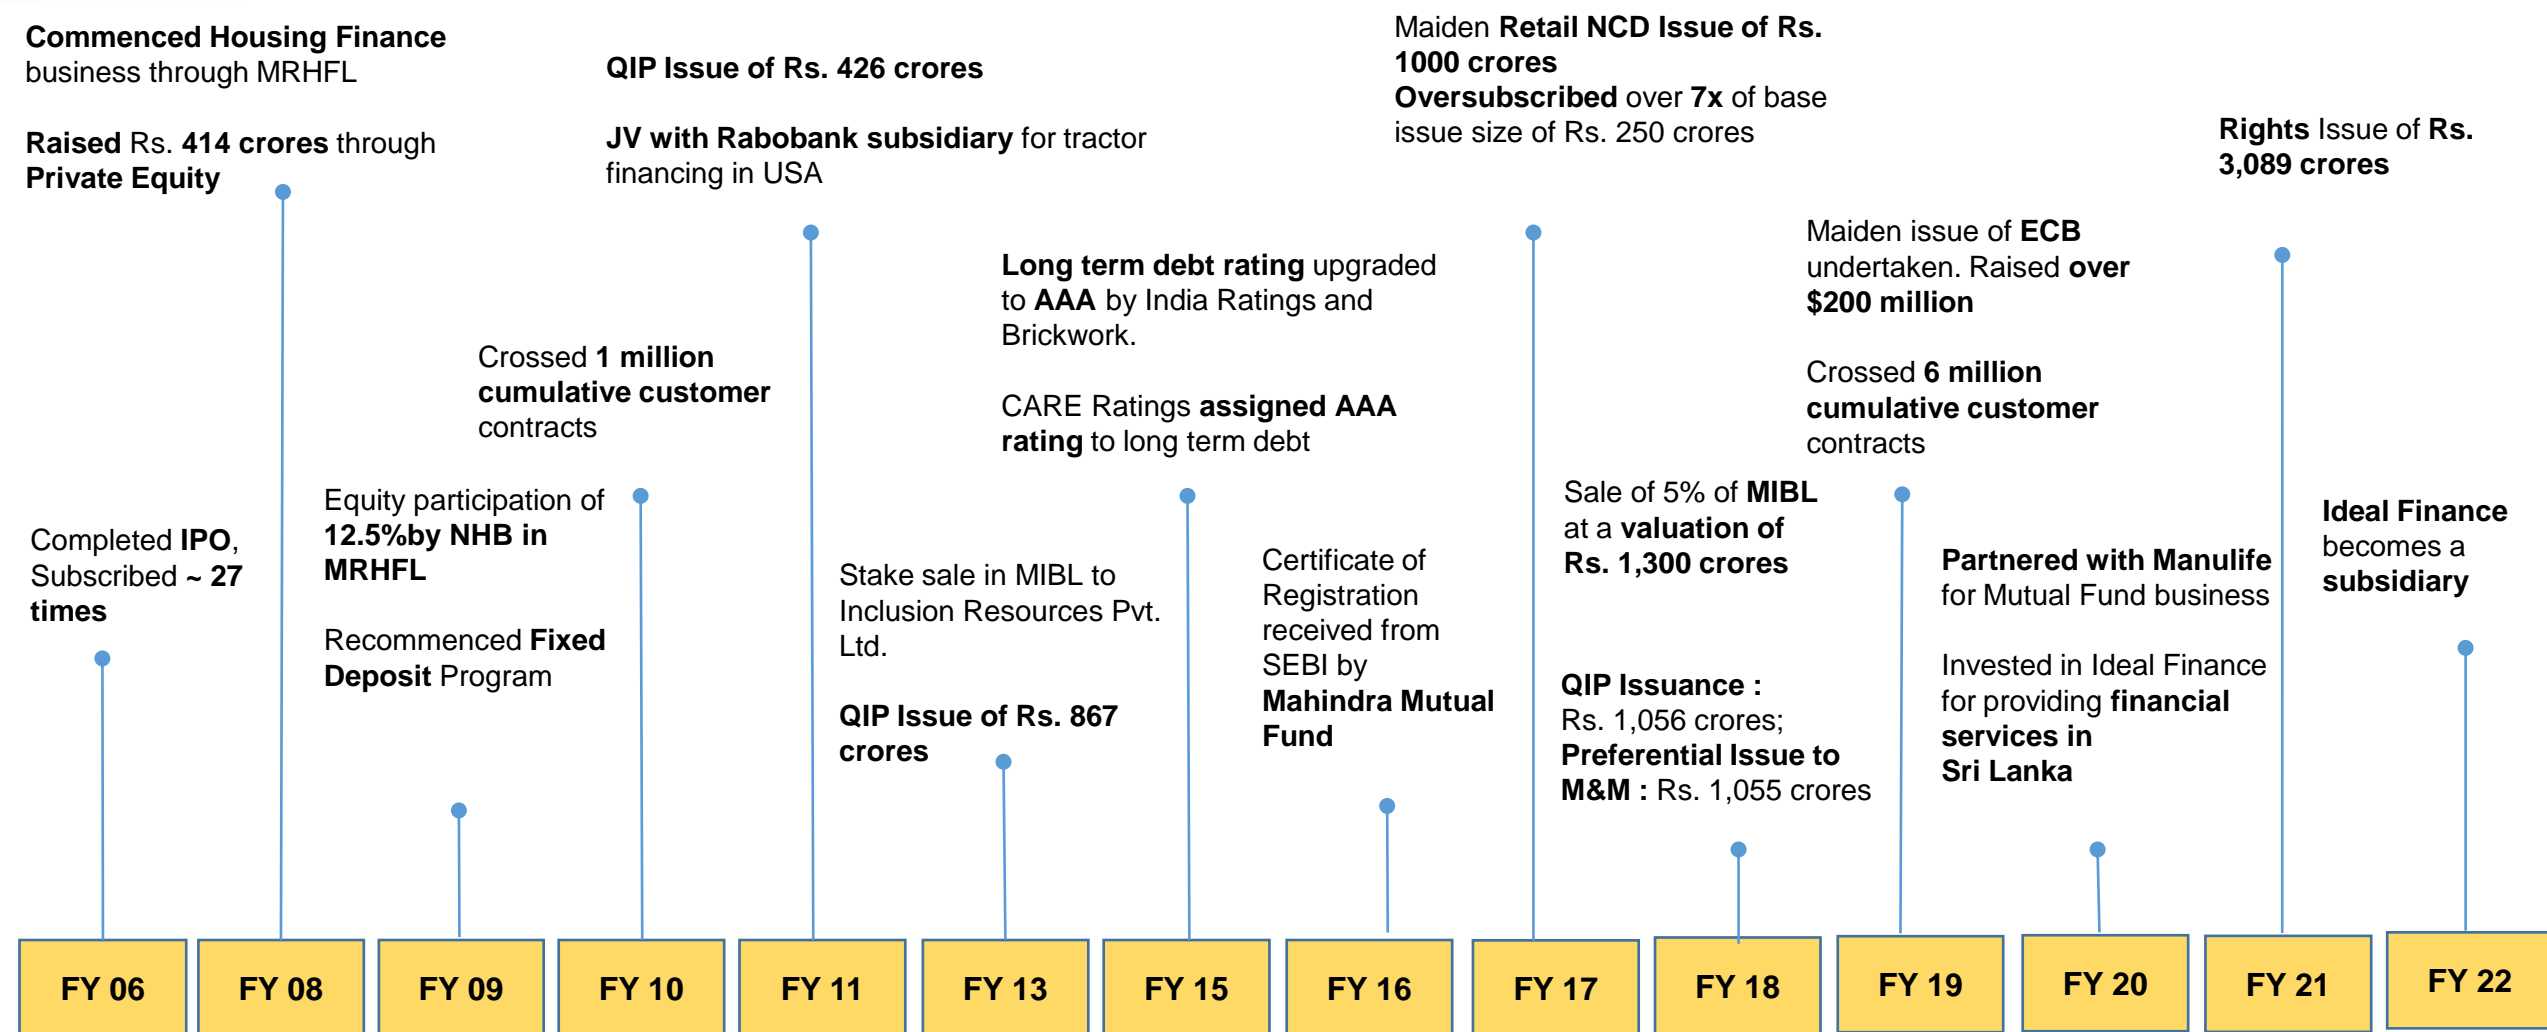 Commenced Housing Finance
business through MRHFL
Raised Rs. 414 crores through
Private Equity
QIP Issue of Rs. 426 crores
JV with Rabobank subsidiary for tractor
financing in USA
Maiden Retail NCD Issue of Rs.
1000 crores
Oversubscribed over 7x of base
issue size of Rs. 250 crores
Rights Issue of Rs.
3,089 crores
Crossed 1 million
cumulative customer
contracts
Long term debt rating upgraded
to AAA by India Ratings and
Brickwork.
CARE Ratings assigned AAA
rating to long term debt
Maiden issue of ECB
undertaken. Raised over
$200 million
Crossed 6 million
cumulative customer
contracts
Completed IPO,
Subscribed ~ 27
times
Equity participation of
12.5%by NHB in
MRHFL
Recommenced Fixed
Deposit Program
Stake sale in MIBL to
Inclusion Resources Pvt.
Ltd.
QIP Issue of Rs. 867
crores
Certificate of
Registration
received from
SEBI by
Mahindra Mutual
Fund
Sale of 5% of MIBL
at a valuation of
Rs. 1,300 crores
QIP Issuance :
Rs. 1,056 crores;
Preferential Issue to
M&M : Rs. 1,055 crores
Partnered with Manulife
for Mutual Fund business
Invested in Ideal Finance
for providing financial
services in
Sri Lanka
Ideal Finance
becomes a
subsidiary
FY 06
FY 08
FY 09
FY 10
FY 11
FY 13
FY 15
FY 16
FY 17
FY 18
FY 19
FY 20
FY 21
FY 22